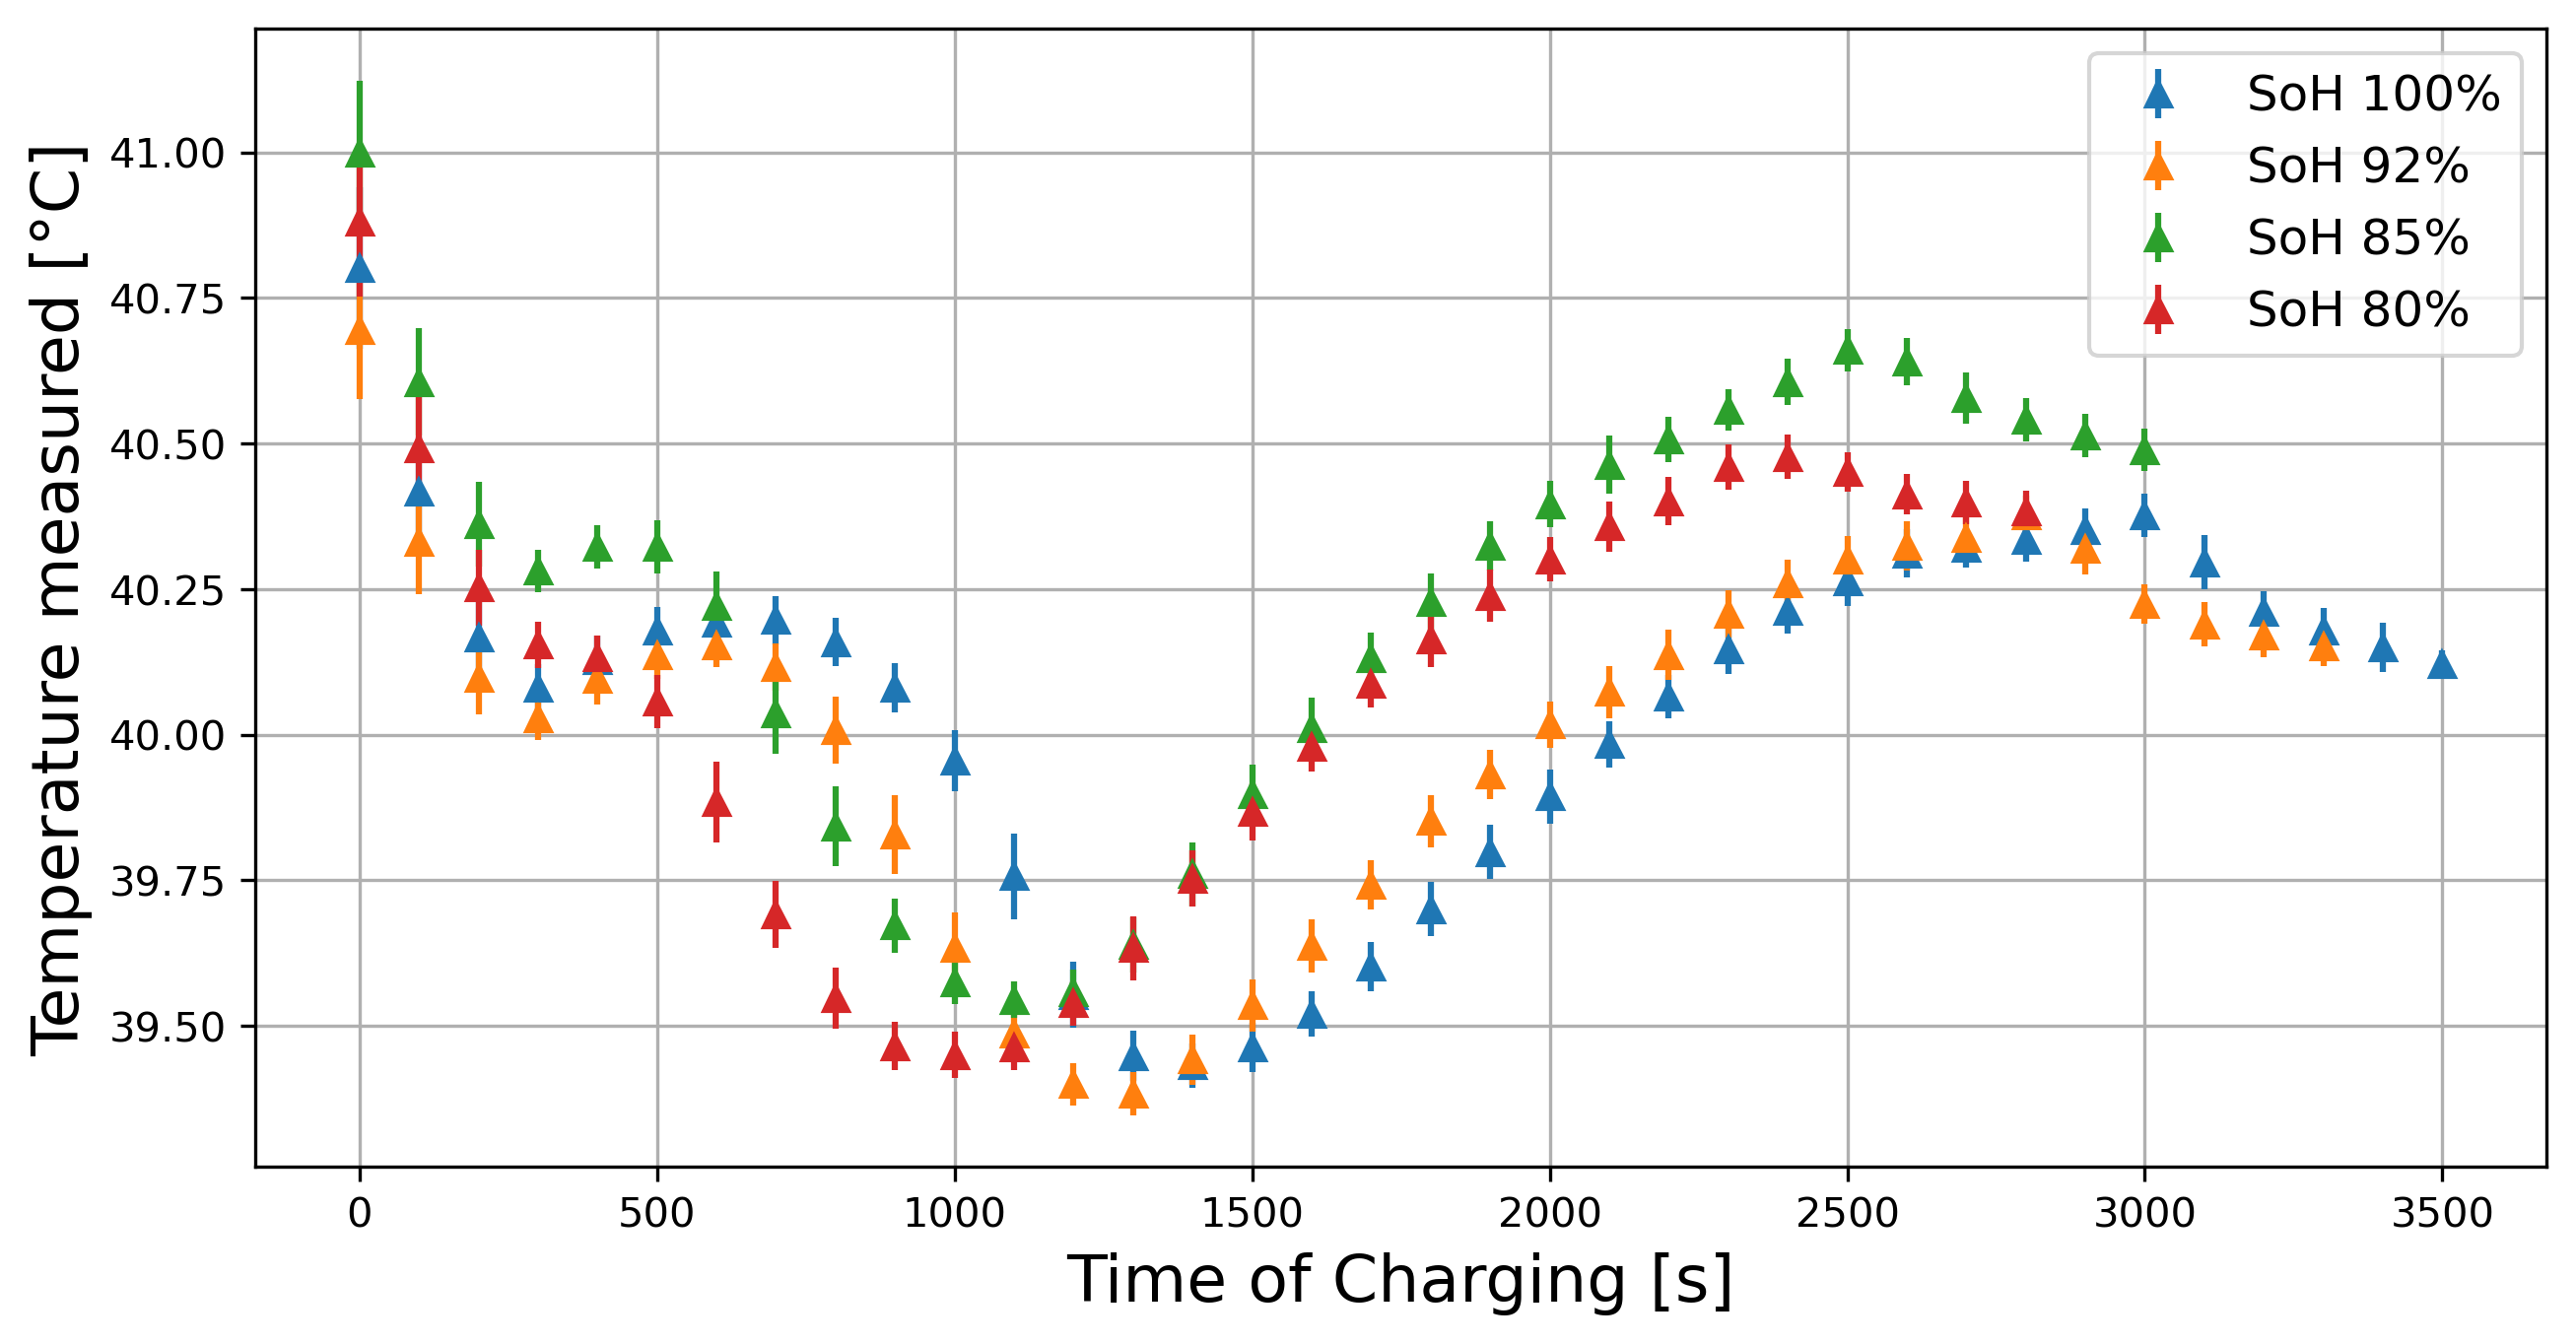 SoH 100%
SoH 92%
SoH 85%
SoH 80%
Temperature measured [°C]
41.00
40.75
40.50
40.25
40.00
39.75
39.50
0 500 1000 1500 2000 2500 3000 3500
Time of Charging [s]